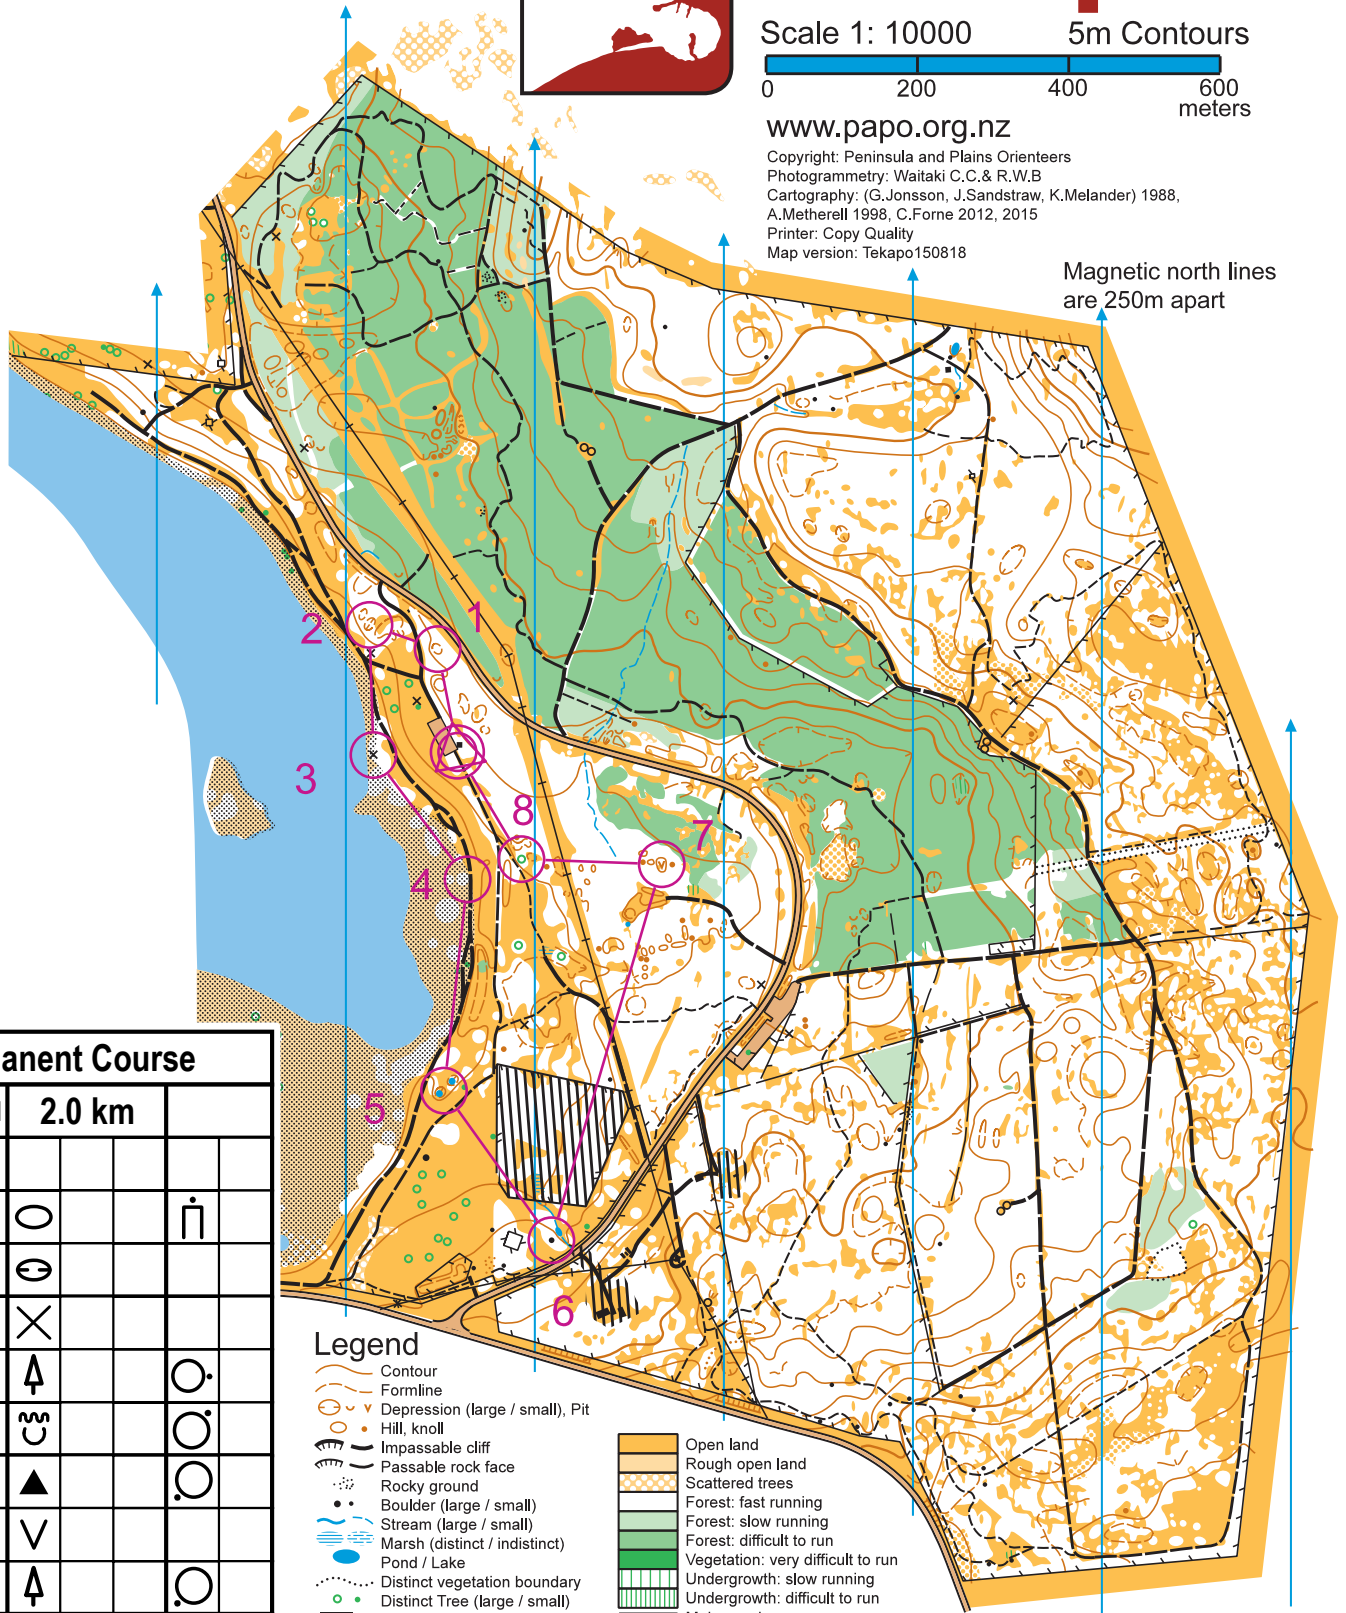 Scale 1: 10000
5m Contours
0
200
400
600
meters
www.papo.org.nz
Copyright: Peninsula and Plains Orienteers
Photogrammetry: Waitaki C.C.& R.W.B
Cartography: (G.Jonsson, J.Sandstraw, K.Melander) 1988,
A.Metherell 1998, C.Forne 2012, 2015
Printer: Copy Quality
Map version: Tekapo150818
Magnetic north lines
are 250m apart
1
2
3
8
7
4
5
6
anent Course
2.0 km
Legend
Contour
Formline
Depression (large / small), Pit
Hill, knoll
Impassable cliff
Passable rock face
Rocky ground
Boulder (large / small)
Stream (large / small)
Marsh (distinct / indistinct)
Pond / Lake
Distinct vegetation boundary
Distinct Tree (large / small)
Open land
Rough open land
Scattered trees
Forest: fast running
Forest: slow running
Forest: difficult to run
Vegetation: very difficult to run
Undergrowth: slow running
Undergrowth: difficult to run